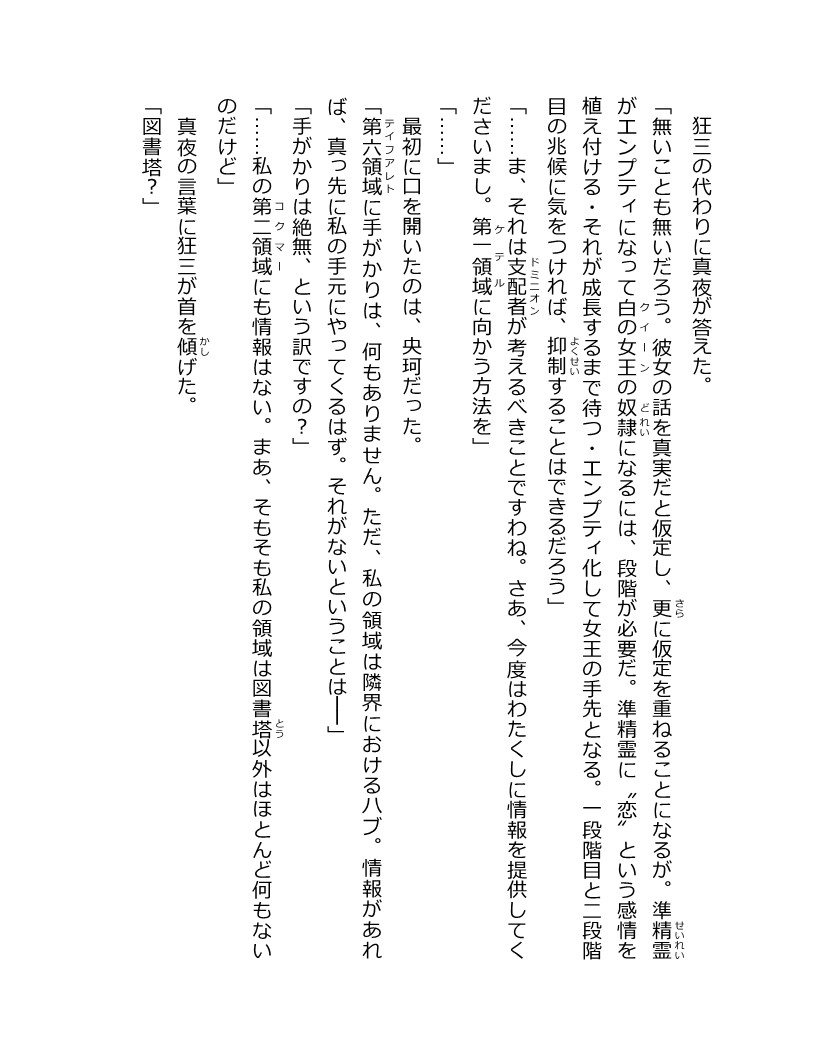 狂三の代わりに真夜が答えた。
「無いことも無いだろう。彼女の話を真実だと仮定し、更に仮定を重ねることになるが。準精霊
がエンプティになって白の女王の奴隷になるには、段階が必要だ。準精霊に〝恋〟という感情を
植え付ける・それが成長するまで待つ・エンプティ化して女王の手先となる。一段階目と二段階
目の兆候に気をつければ、抑制することはできるだろう」
「……ま、それは支配者が考えるべきことですわね。さあ、今度はわたくしに情報を提供してく
ださいまし。第一領域に向かう方法を」
「……」
最初に口を開いたのは、央珂だった。
「第六領域に手がかりは、何もありません。ただ、私の領域は隣界におけるハブ。情報があれ
ば、真っ先に私の手元にやってくるはず。それがないということは──」
「手がかりは絶無、という訳ですの？」
「……私の第二領域にも情報はない。まあ、そもそも私の領域は図書塔以外はほとんど何もない
のだけど」
真夜の言葉に狂三が首を傾げた。
「図書塔？」